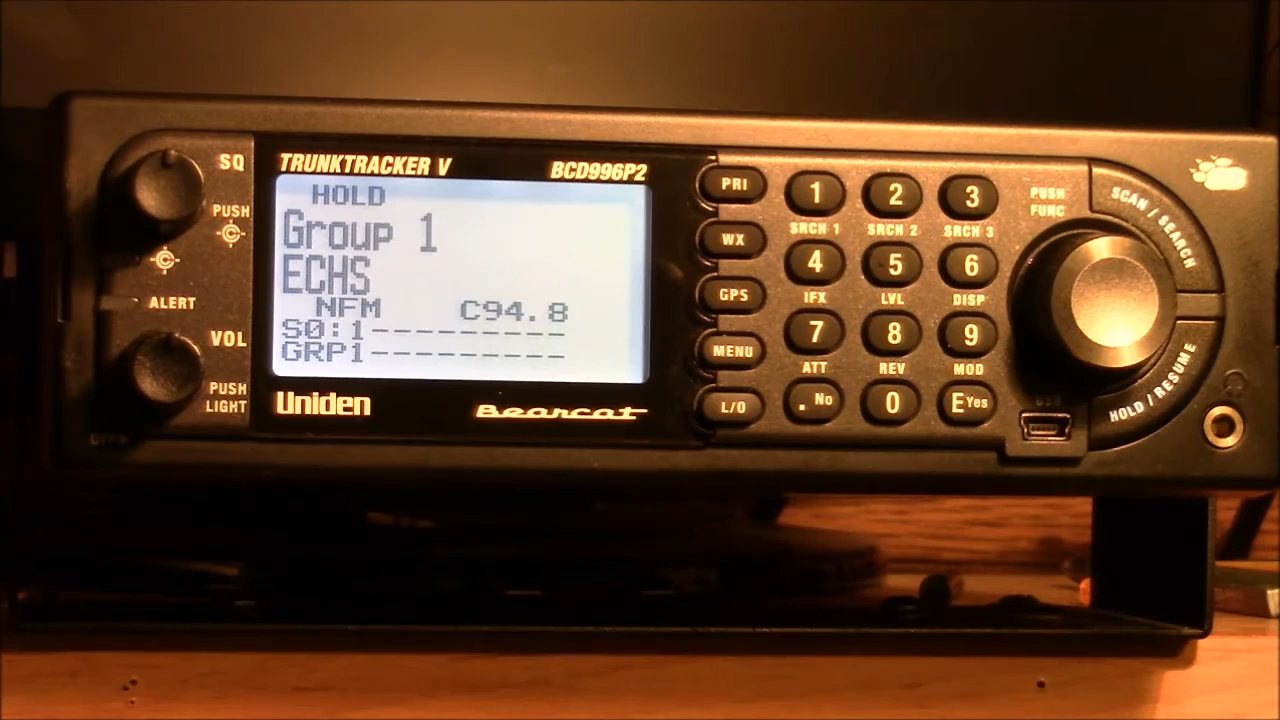 SQ
PUSH
C
C
ALERT
VOL
PUSH
LIGHT
TRUNKTRACKER V BCD996P2
HOLD
Group 1
ECHS
NFM C94.8
S0:1---------
GRP1---------
Uniden Bearcat
PRI 1 2 3
SRCH 1 SRCH 2 SRCH 3
WX 4 5 6
IFX LVL DISP
GPS 7 8 9
MENU ATT REV MOD
L/O . No 0 E Yes
PUSH
FUNC
SCAN / SEARCH
HOLD / RESUME